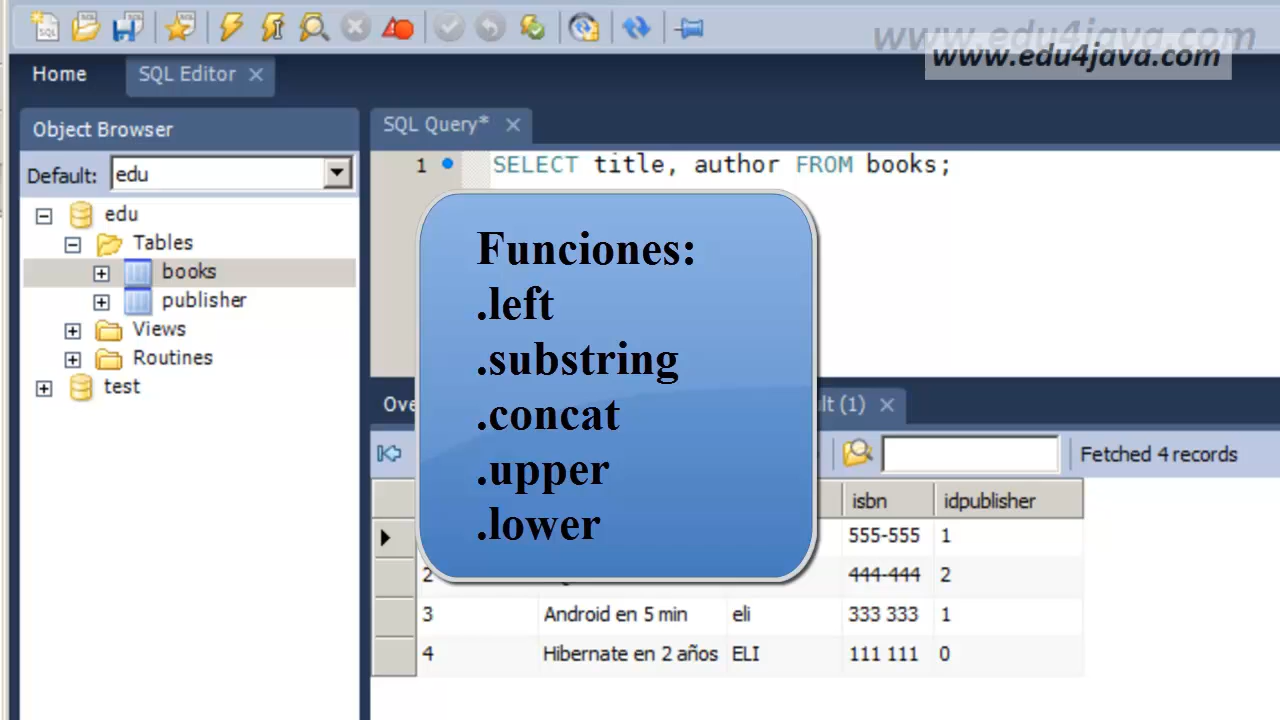 www.edu4java.com
www.edu4java.com
Home
SQL Editor
Object Browser
SQL Query*
Default: edu
1 SELECT title, author FROM books;
edu
Tables
books
publisher
Views
Routines
test
Funciones:
.left
.substring
.concat
.upper
.lower
(1)
Fetched 4 records
isbn idpublisher
555-555 1
2 444-444 2
3 Android en 5 min eli 333 333 1
4 Hibernate en 2 años ELI 111 111 0